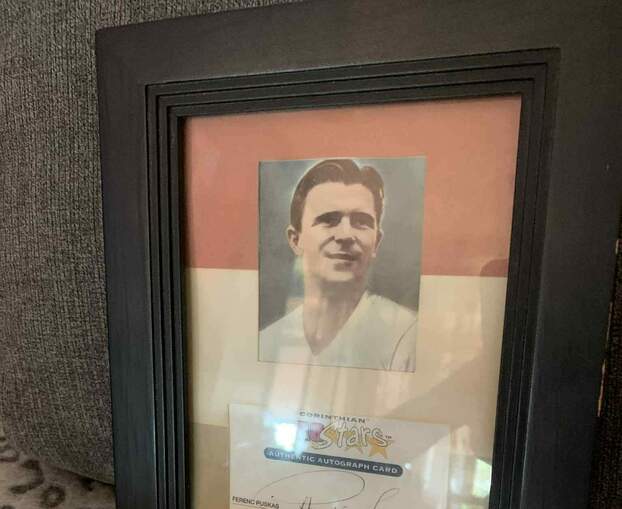 CORINTHIAN
Stars
AUTHENTIC AUTOGRAPH CARD
FERENC PUSKAS